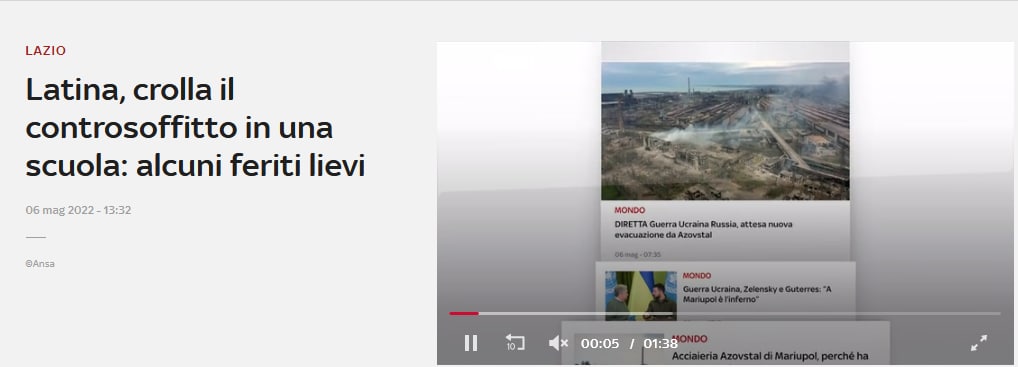 LAZIO
Latina, crolla il
controsoffitto in una
scuola: alcuni feriti lievi
06 mag 2022 - 13:32
©Ansa
MONDO
DIRETTA Guerra Ucraina Russia, attesa nuova
evacuazione da Azovstal
06 mag - 07:35
MONDO
Guerra Ucraina, Zelensky e Guterres: "A
Mariupol è l'inferno"
10
00:05 / 01:38
MONDO
Acciaieria Azovstal di Mariupol, perché ha